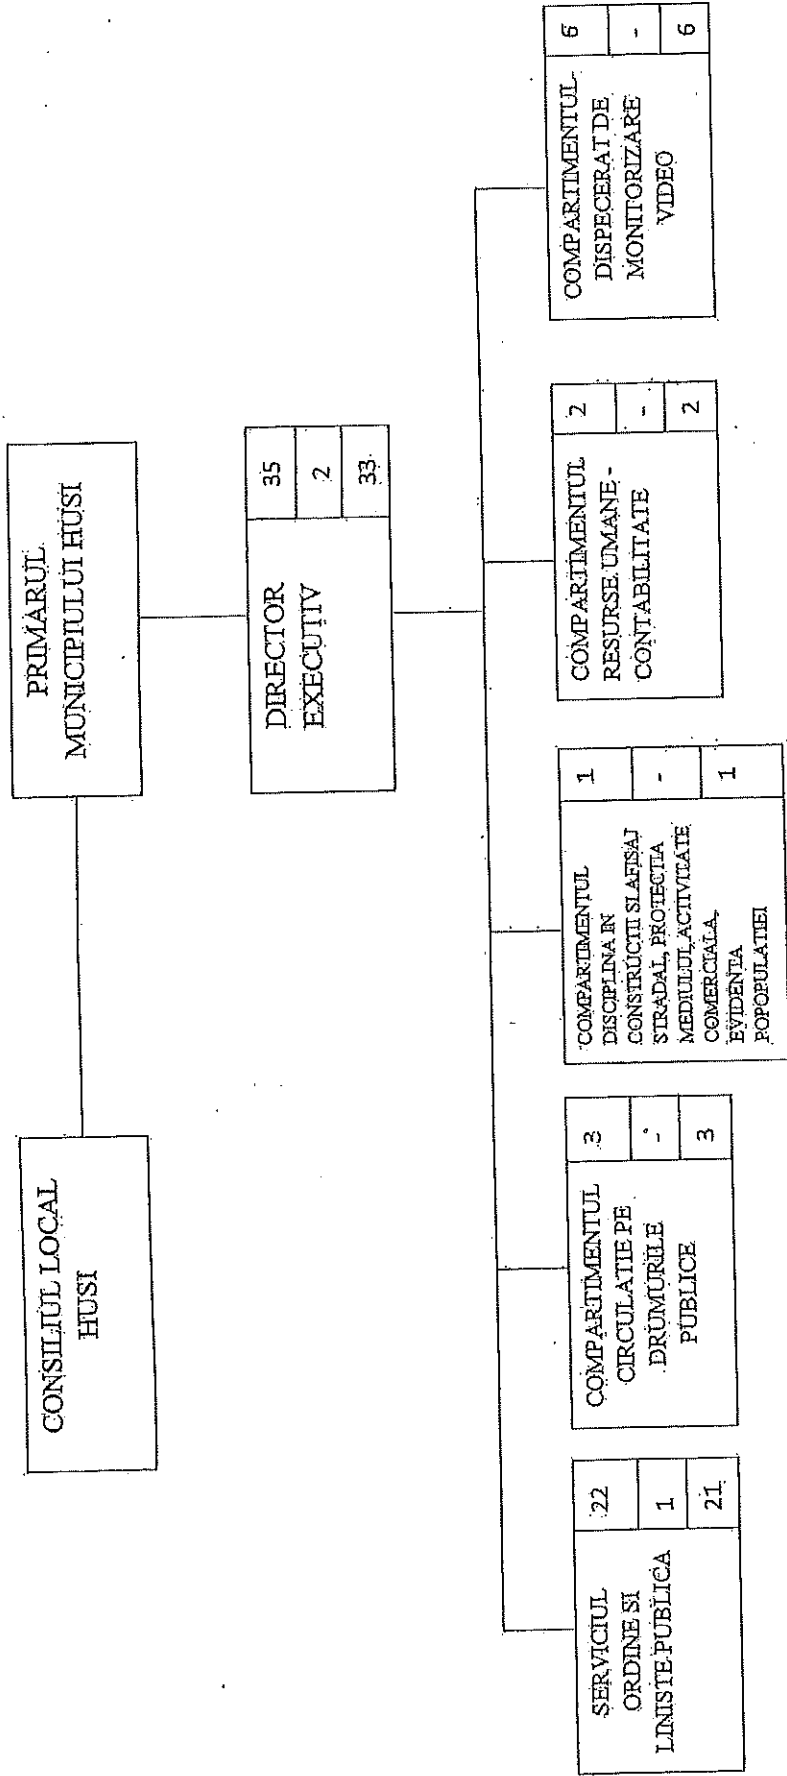 CONSILIUL LOCAL
HUSI
PRIMARUL
MUNICIPIULUI HUSI
DIRECTOR
EXECUTIV
35
2
33
SERVICIUL
ORDINE SI
LINISTE PUBLICA
22
1
21
COMPARTIMENTUL
CIRCULATIE PE
DRUMURILE
PUBLICE
3
-
3
COMPARTIMENTUL
DISCIPLINA IN
CONSTRUCTII SI AFISAJ
STRADAL, PROTECTIA
MEDIULUI, ACTIVITATE
COMERCIALA,
EVIDENTA
POPOPULATIEI
1
-
1
COMPARTIMENTUL
RESURSE UMANE -
CONTABILITATE
2
-
2
COMPARTIMENTUL
DISPECERAT DE
MONITORIZARE
VIDEO
6
-
6